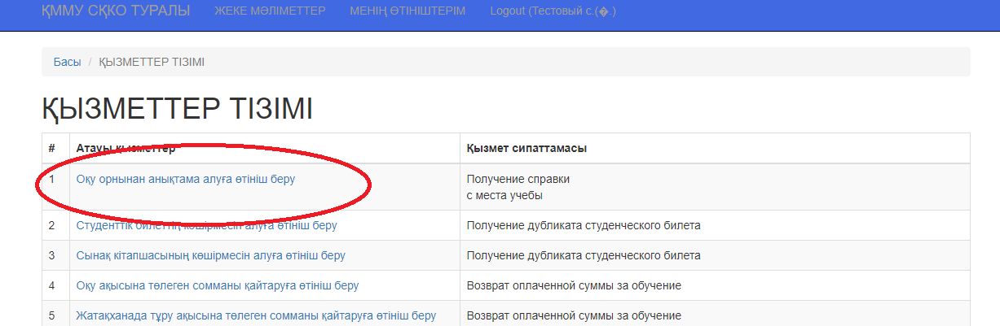 ҚММУ СҚКО ТУРАЛЫ ЖЕКЕ МӘЛІМЕТТЕР МЕНІҢ ӨТІНІШТЕРІМ Logout (Тестовый с.(�.)
Басы / ҚЫЗМЕТТЕР ТІЗІМІ
ҚЫЗМЕТТЕР ТІЗІМІ
# Атауы қызметтер Қызмет сипаттамасы
1 Оқу орнынан анықтама алуға өтініш беру Получение справки
с места учебы
2 Студенттік билеттің көшірмесін алуға өтініш беру Получение дубликата студенческого билета
3 Сынақ кітапшасының көшірмесін алуға өтініш беру Получение дубликата студенческого билета
4 Оқу ақысына төлеген сомманы қайтаруға өтініш беру Возврат оплаченной суммы за обучение
5 Жатақханада тұру ақысына төлеген сомманы қайтаруға өтініш беру Возврат оплаченной суммы за обучение